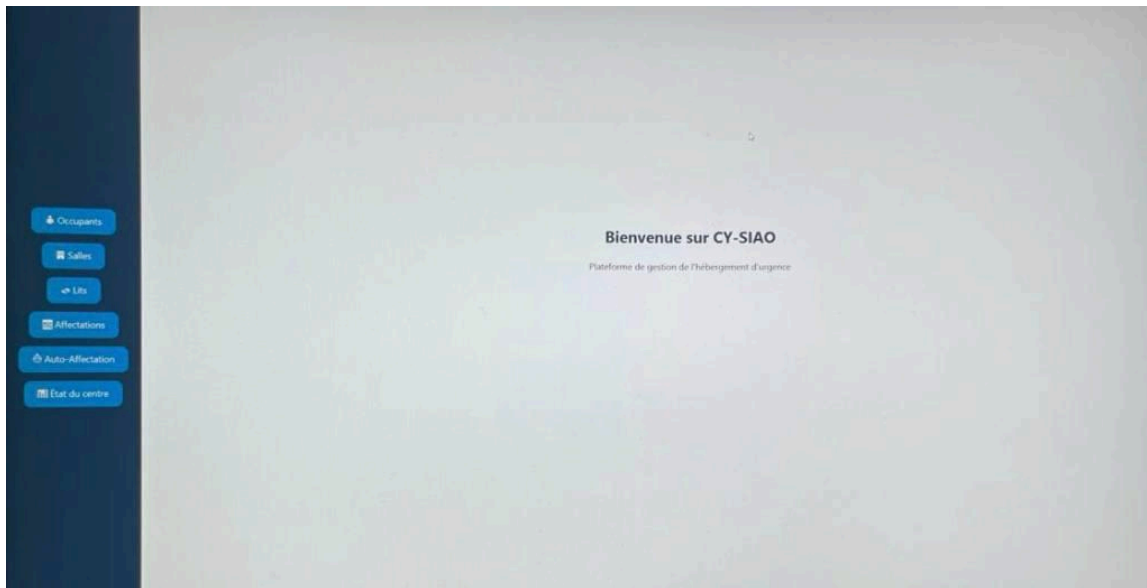 Occupants
Salles
Lits
Affectations
Auto-Affectation
État du centre
Bienvenue sur CY-SIAO
Plateforme de gestion de l'hébergement d'urgence